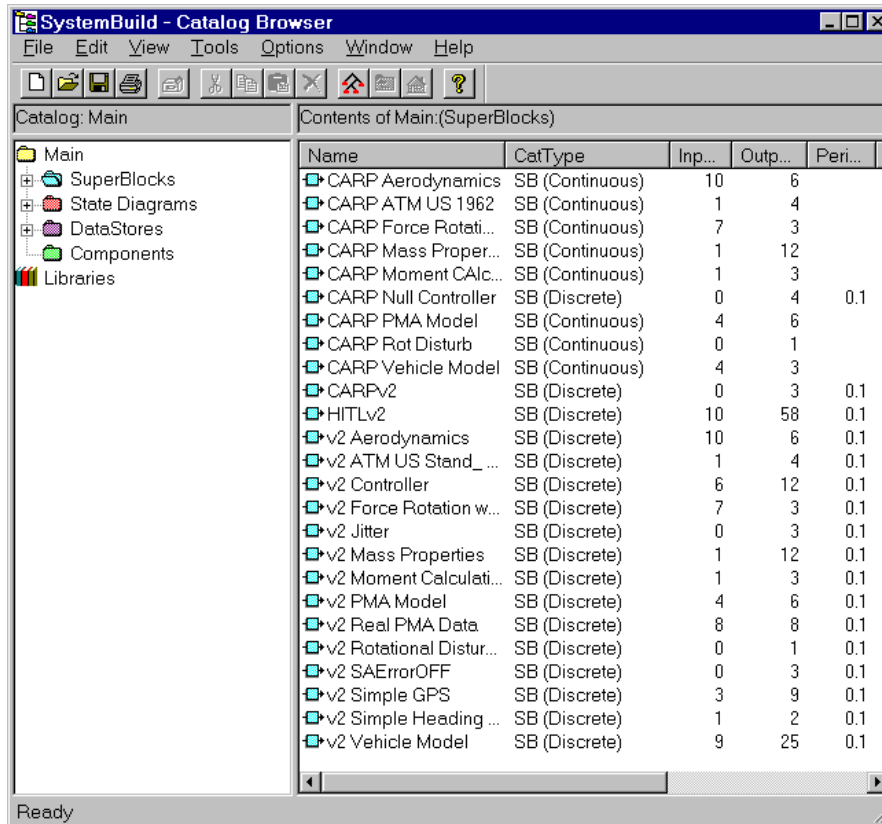 SystemBuild - Catalog Browser
File Edit View Tools Options Window Help
Catalog: Main
Contents of Main:(SuperBlocks)
Main
SuperBlocks
State Diagrams
DataStores
Components
Libraries
Name CatType Inp... Outp... Peri...
CARP Aerodynamics SB (Continuous) 10 6
CARP ATM US 1962 SB (Continuous) 1 4
CARP Force Rotati... SB (Continuous) 7 3
CARP Mass Proper... SB (Continuous) 1 12
CARP Moment CAlc... SB (Continuous) 1 3
CARP Null Controller SB (Discrete) 0 4 0.1
CARP PMA Model SB (Continuous) 4 6
CARP Rot Disturb SB (Continuous) 0 1
CARP Vehicle Model SB (Continuous) 4 3
CARPv2 SB (Discrete) 0 3 0.1
HITLv2 SB (Discrete) 10 58 0.1
v2 Aerodynamics SB (Discrete) 10 6 0.1
v2 ATM US Stand_ ... SB (Discrete) 1 4 0.1
v2 Controller SB (Discrete) 6 12 0.1
v2 Force Rotation w... SB (Discrete) 7 3 0.1
v2 Jitter SB (Discrete) 0 3 0.1
v2 Mass Properties SB (Discrete) 1 12 0.1
v2 Moment Calculati... SB (Discrete) 1 3 0.1
v2 PMA Model SB (Discrete) 4 6 0.1
v2 Real PMA Data SB (Discrete) 8 8 0.1
v2 Rotational Distur... SB (Discrete) 0 1 0.1
v2 SAErrorOFF SB (Discrete) 0 3 0.1
v2 Simple GPS SB (Discrete) 3 9 0.1
v2 Simple Heading ... SB (Discrete) 1 2 0.1
v2 Vehicle Model SB (Discrete) 9 25 0.1
Ready